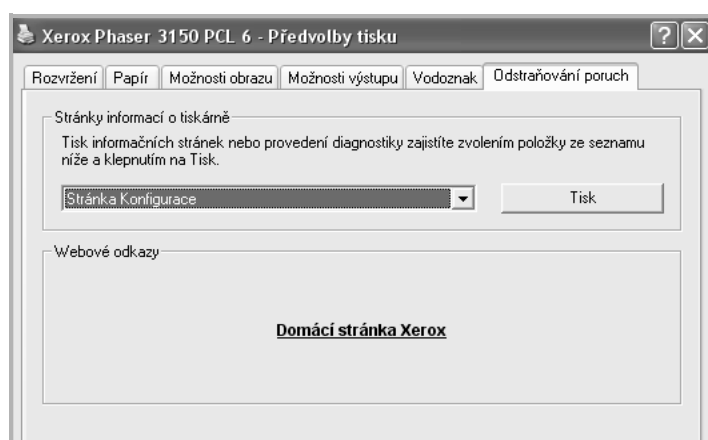 Xerox Phaser 3150 PCL 6 - Předvolby tisku
Rozvržení Papír Možnosti obrazu Možnosti výstupu Vodoznak Odstraňování poruch
Stránky informací o tiskárně
Tisk informačních stránek nebo provedení diagnostiky zajistíte zvolením položky ze seznamu
níže a klepnutím na Tisk.
Stránka Konfigurace Tisk
Webové odkazy
Domácí stránka Xerox